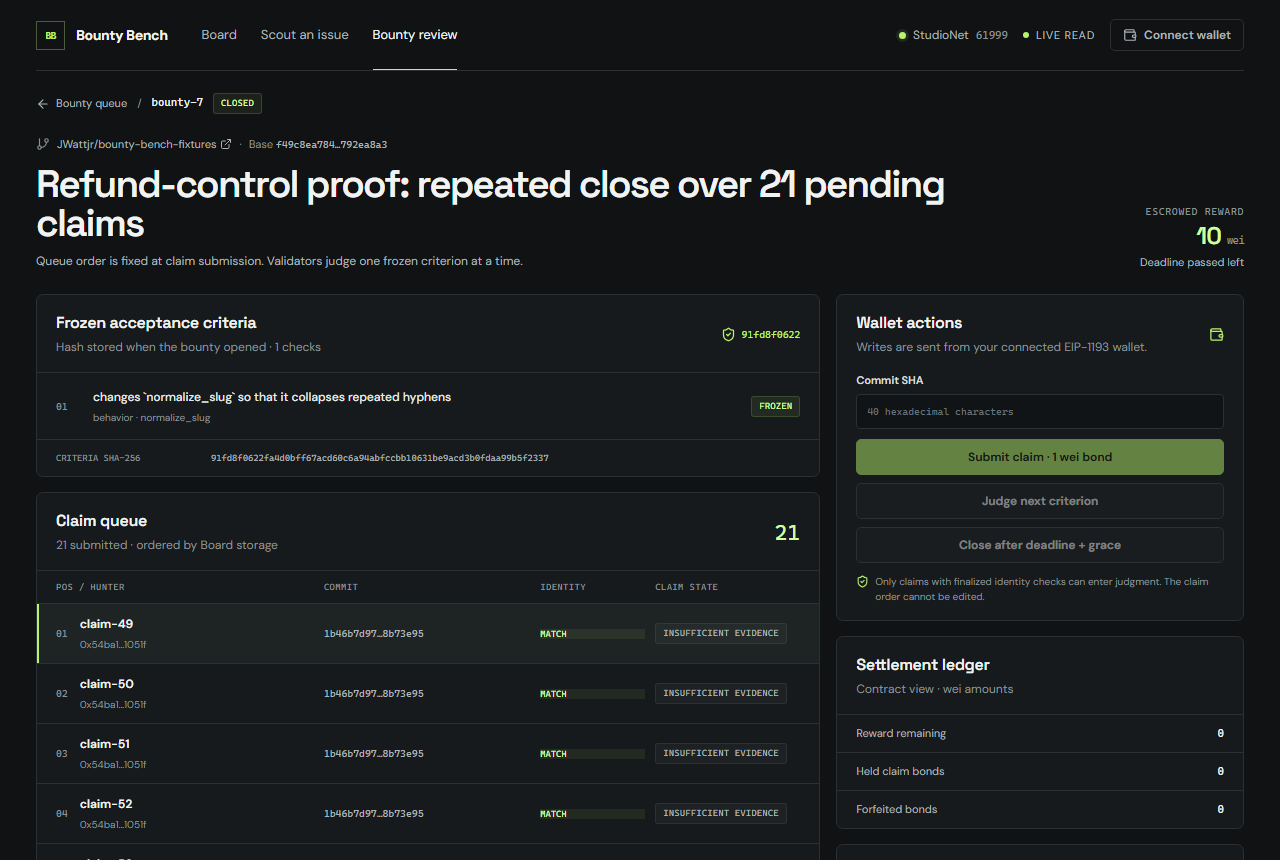 BB Bounty Bench Board Scout an issue Bounty review StudioNet 61999 LIVE READ Connect wallet
Bounty queue / bounty-7 CLOSED
JWattjr/bounty-bench-fixtures · Base f49c8ea784…792ea8a3
Refund-control proof: repeated close over 21 pending
claims
Queue order is fixed at claim submission. Validators judge one frozen criterion at a time.
ESCROWED REWARD
10 wei
Deadline passed left
Frozen acceptance criteria
Hash stored when the bounty opened · 1 checks
91fd8f0622
01 changes `normalize_slug` so that it collapses repeated hyphens
behavior · normalize_slug
FROZEN
CRITERIA SHA-256 91fd8f0622fa4d0bff67acd60c6a94abfccbb10631be9acd3b0fdaa99b5f2337
Claim queue
21 submitted · ordered by Board storage
21
POS / HUNTER COMMIT IDENTITY CLAIM STATE
01 claim-49 1b46b7d97…8b73e95 MATCH INSUFFICIENT EVIDENCE
0x54ba1…1051f
02 claim-50 1b46b7d97…8b73e95 MATCH INSUFFICIENT EVIDENCE
0x54ba1…1051f
03 claim-51 1b46b7d97…8b73e95 MATCH INSUFFICIENT EVIDENCE
0x54ba1…1051f
04 claim-52 1b46b7d97…8b73e95 MATCH INSUFFICIENT EVIDENCE
0x54ba1…1051f
Wallet actions
Writes are sent from your connected EIP-1193 wallet.
Commit SHA
40 hexadecimal characters
Submit claim · 1 wei bond
Judge next criterion
Close after deadline + grace
Only claims with finalized identity checks can enter judgment. The claim
order cannot be edited.
Settlement ledger
Contract view · wei amounts
Reward remaining 0
Held claim bonds 0
Forfeited bonds 0